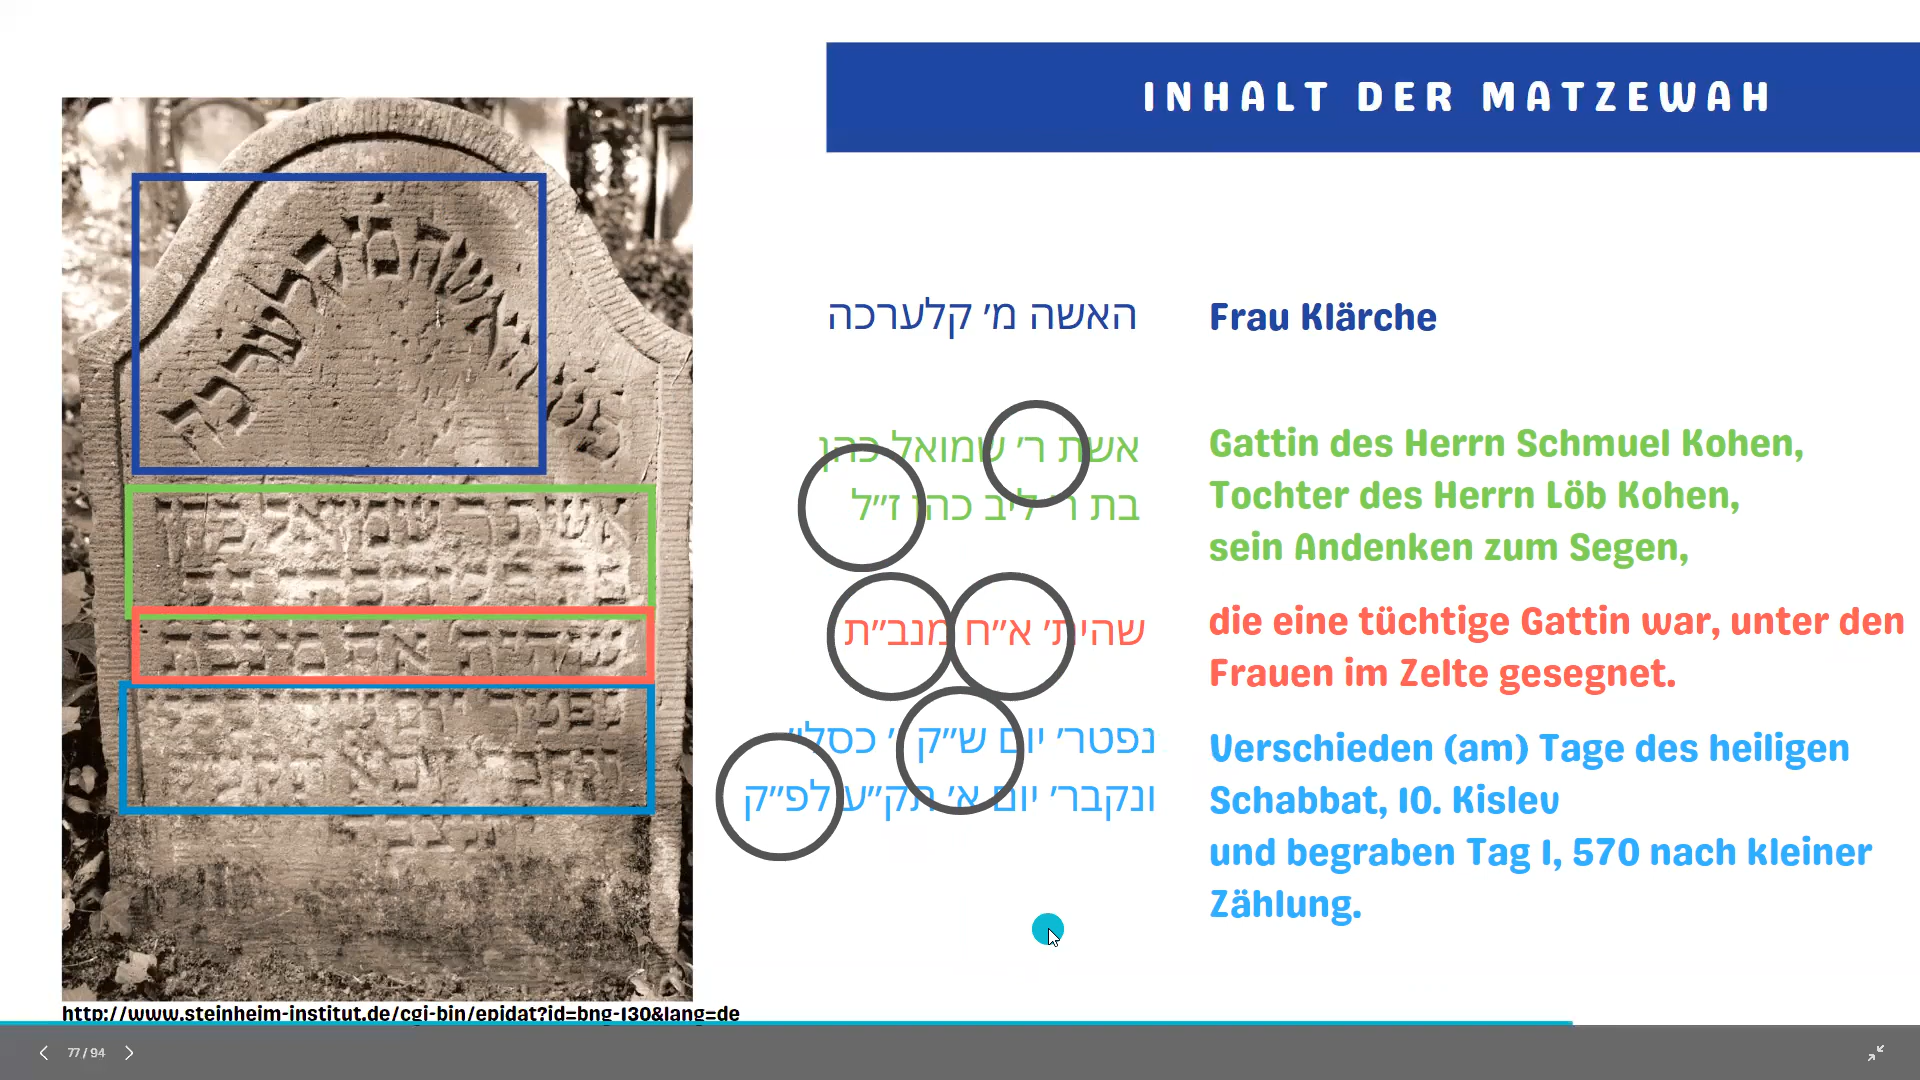 INHALT DER MATZEWAH
האשה מ׳ קלערכה
Frau Klärche
אשת ר׳ שמואל כהן
בת ר׳ ליב כהן ז״ל
Gattin des Herrn Schmuel Kohen,
Tochter des Herrn Löb Kohen,
sein Andenken zum Segen,
שהית׳ א״ח מנב״ת
die eine tüchtige Gattin war, unter den
Frauen im Zelte gesegnet.
נפטר׳ יום ש״ק י׳ כסליו
ונקבר׳ יום א׳ תק״ע לפ״ק
Verschieden (am) Tage des heiligen
Schabbat, 10. Kislev
und begraben Tag 1, 570 nach kleiner
Zählung.
http://www.steinheim-institut.de/cgi-bin/epidat?id=bng-130&lang=de
77 / 94